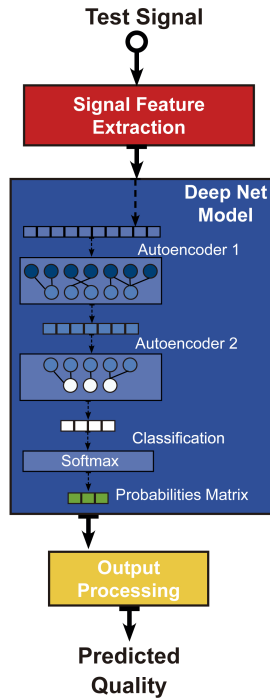 Test Signal
Signal Feature
Extraction
Deep Net
Model
Autoencoder 1
Autoencoder 2
Classification
Softmax
Probabilities Matrix
Output
Processing
Predicted
Quality